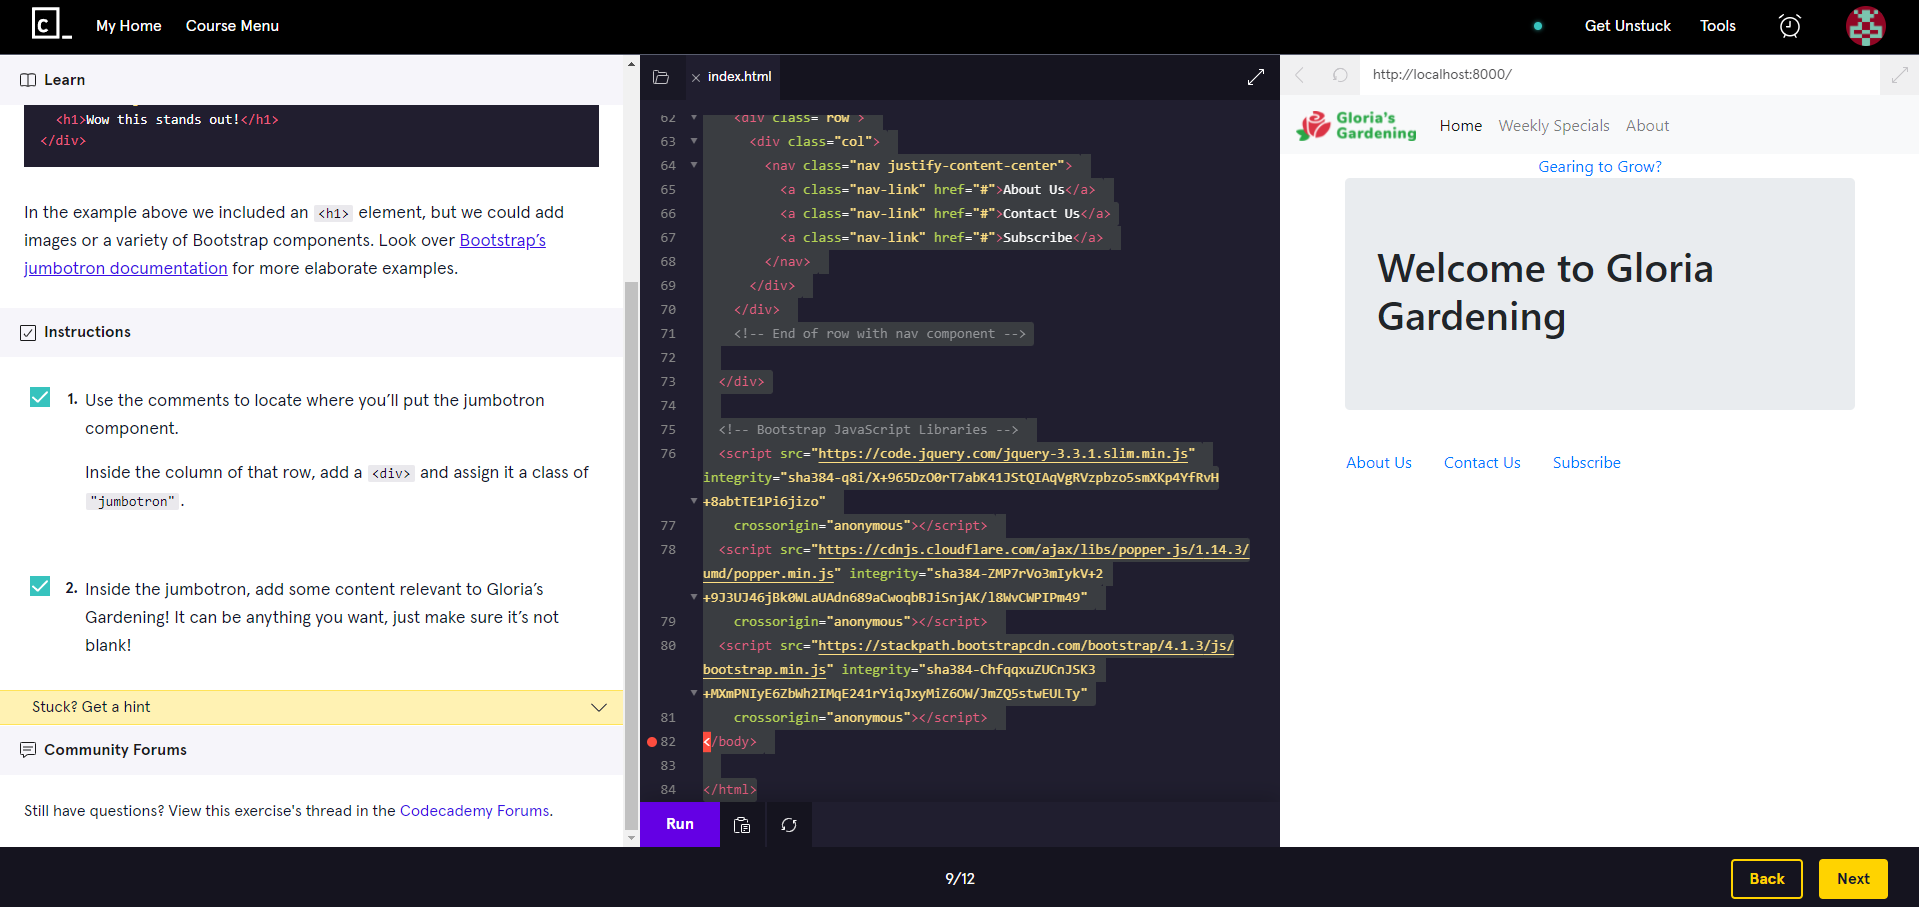 C_
My Home
Course Menu
Get Unstuck
Tools
Learn
<h1>Wow this stands out!</h1>
</div>
In the example above we included an <h1> element, but we could add
images or a variety of Bootstrap components. Look over Bootstrap's
jumbotron documentation for more elaborate examples.
Instructions
1. Use the comments to locate where you'll put the jumbotron
component.
Inside the column of that row, add a <div> and assign it a class of
"jumbotron".
2. Inside the jumbotron, add some content relevant to Gloria's
Gardening! It can be anything you want, just make sure it's not
blank!
Stuck? Get a hint
Community Forums
Still have questions? View this exercise's thread in the Codecademy Forums.
index.html
62 <div class="row">
63 <div class="col">
64 <nav class="nav justify-content-center">
65 <a class="nav-link" href="#">About Us</a>
66 <a class="nav-link" href="#">Contact Us</a>
67 <a class="nav-link" href="#">Subscribe</a>
68 </nav>
69 </div>
70 </div>
71 <!-- End of row with nav component -->
72
73 </div>
74
75 <!-- Bootstrap JavaScript Libraries -->
76 <script src="https://code.jquery.com/jquery-3.3.1.slim.min.js"
integrity="sha384-q8i/X+965DzO0rT7abK41JStQIAqVgRVzpbzo5smXKp4YfRvH
+8abtTE1Pi6jizo"
77 crossorigin="anonymous"></script>
78 <script src="https://cdnjs.cloudflare.com/ajax/libs/popper.js/1.14.3/
umd/popper.min.js" integrity="sha384-ZMP7rVo3mIykV+2
+9J3UJ46jBk0WLaUAdn689aCwoqbBJiSnjAK/l8WvCWPIPm49"
79 crossorigin="anonymous"></script>
80 <script src="https://stackpath.bootstrapcdn.com/bootstrap/4.1.3/js/
bootstrap.min.js" integrity="sha384-ChfqqxuZUCnJSK3
+MXmPNIyE6ZbWh2IMqE241rYiqJxyMiZ6OW/JmZQ5stwEULTy"
81 crossorigin="anonymous"></script>
82 </body>
83
84 </html>
Run
http://localhost:8000/
Gloria's
Gardening
Home
Weekly Specials
About
Gearing to Grow?
Welcome to Gloria
Gardening
About Us
Contact Us
Subscribe
9/12
Back
Next